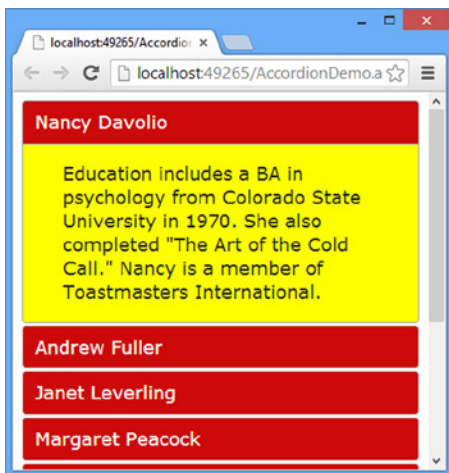 localhost:49265/Accordion
localhost:49265/AccordionDemo.a
Nancy Davolio
Education includes a BA in
psychology from Colorado State
University in 1970. She also
completed "The Art of the Cold
Call." Nancy is a member of
Toastmasters International.
Andrew Fuller
Janet Leverling
Margaret Peacock